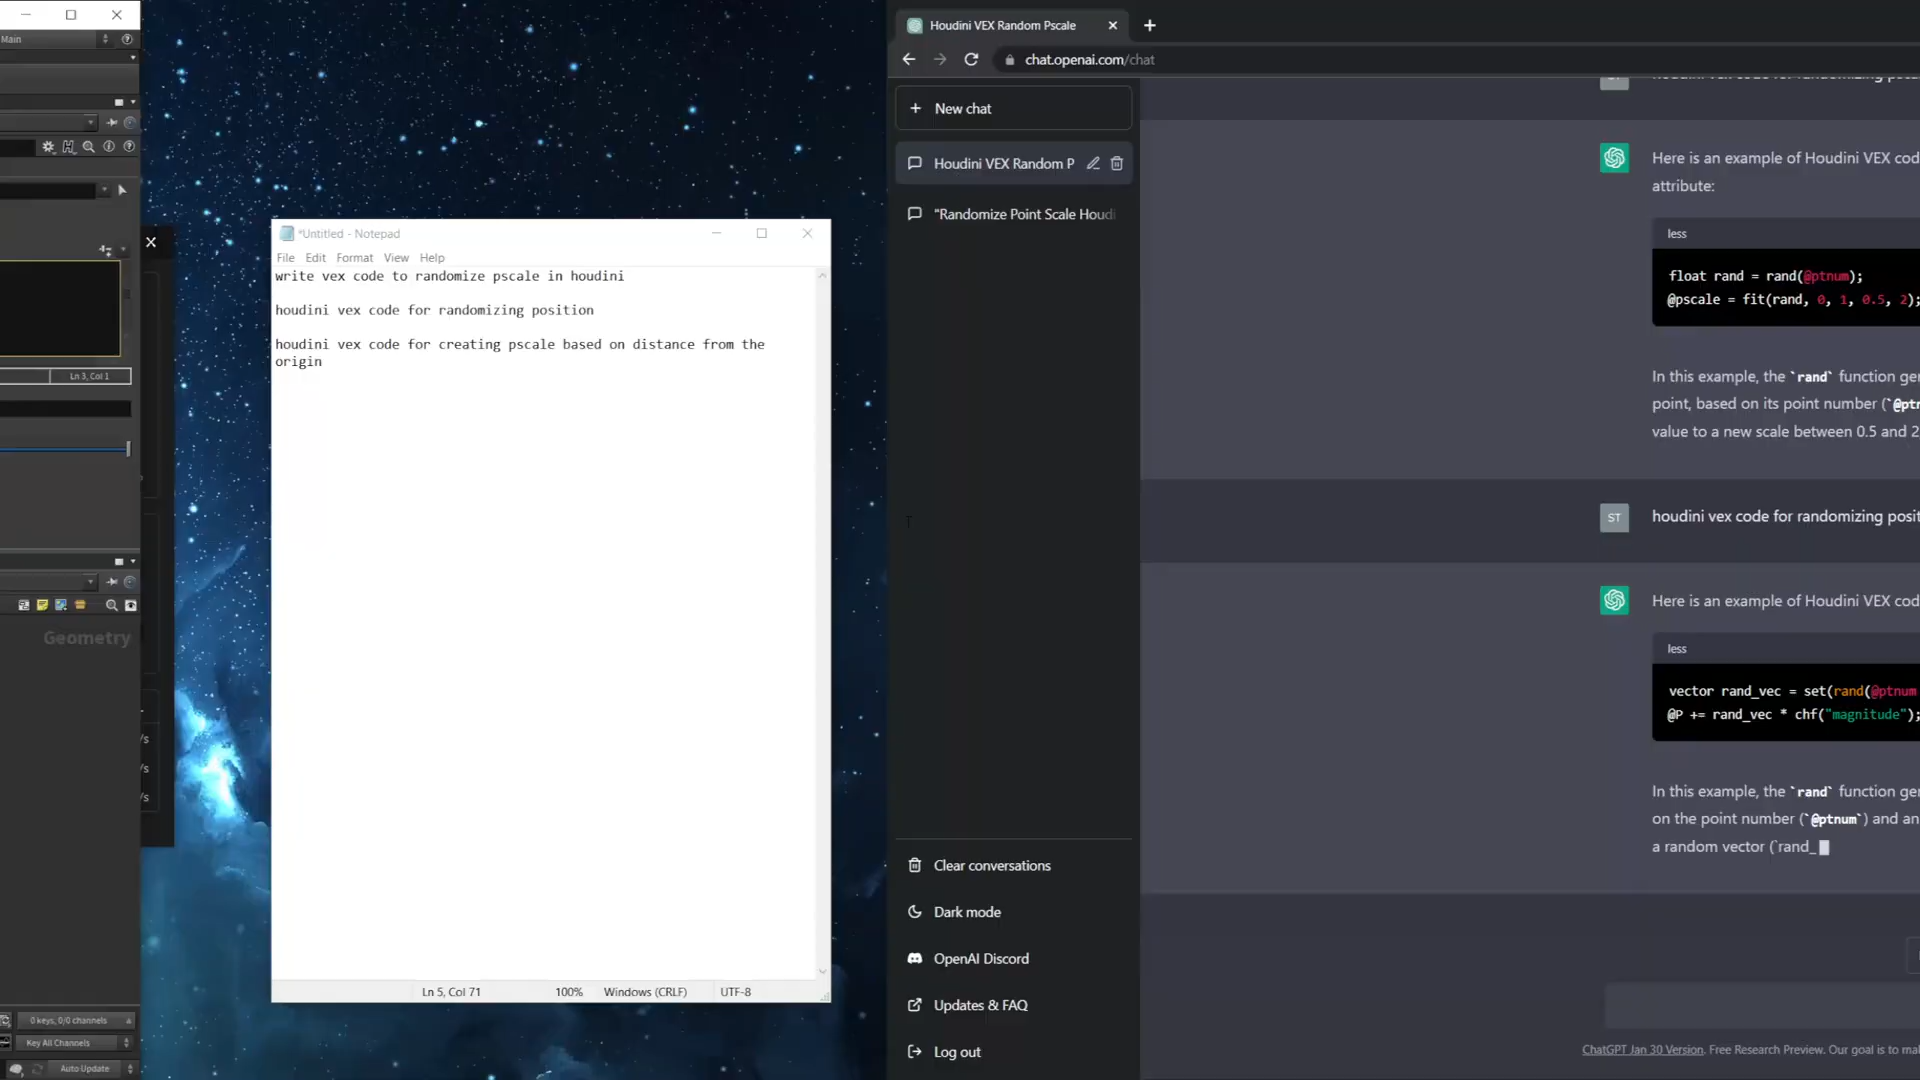 Main
Ln 3, Col 1
Geometry
0 keys, 0/0 channels
Key All Channels
Auto Update
/s
/s
/s
*Untitled - Notepad
File Edit Format View Help
write vex code to randomize pscale in houdini
houdini vex code for randomizing position
houdini vex code for creating pscale based on distance from the
origin
Ln 5, Col 71 100% Windows (CRLF) UTF-8
Houdini VEX Random Pscale
chat.openai.com/chat
New chat
Houdini VEX Random P
"Randomize Point Scale Houdi
Clear conversations
Dark mode
OpenAI Discord
Updates & FAQ
Log out
Here is an example of Houdini VEX cod
attribute:
less
float rand = rand(@ptnum);
@pscale = fit(rand, 0, 1, 0.5, 2);
In this example, the `rand` function ge
point, based on its point number (`@ptn
value to a new scale between 0.5 and 2
ST
houdini vex code for randomizing posit
Here is an example of Houdini VEX cod
less
vector rand_vec = set(rand(@ptnum
@P += rand_vec * chf("magnitude");
In this example, the `rand` function ge
on the point number (`@ptnum`) and an
a random vector (`rand_
ChatGPT Jan 30 Version. Free Research Preview. Our goal is to ma